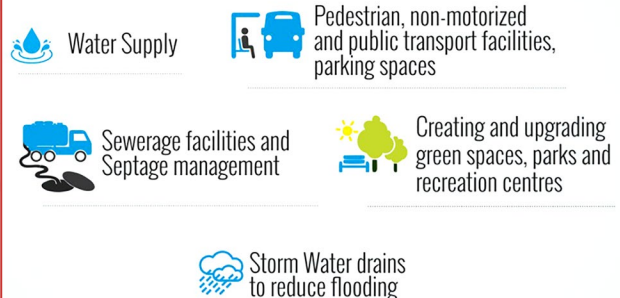 Water Supply
Pedestrian, non-motorized
and public transport facilities,
parking spaces
Sewerage facilities and
Septage management
Creating and upgrading
green spaces, parks and
recreation centres
Storm Water drains
to reduce flooding